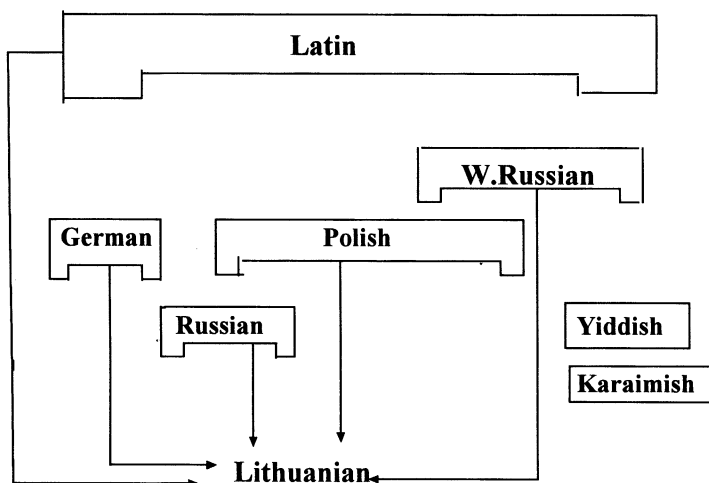 Latin
W.Russian
German
Polish
Russian
Yiddish
Karaimish
Lithuanian